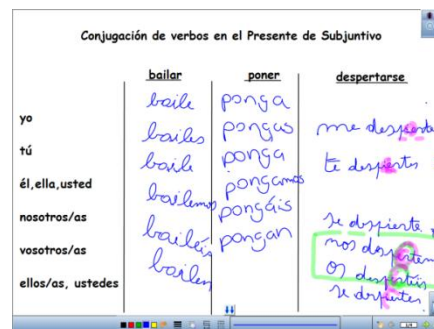 Conjugación de verbos en el Presente de Subjuntivo
bailar poner despertarse
baile ponga
yo
bailes pongas me despierte
tú
baile ponga te despiertes
él,ella,usted
bailemos pongamos
nosotros/as
bailéis pongáis se despierte
vosotros/as
bailen pongan nos despertemos
os despertéis
ellos/as, ustedes
se despierten